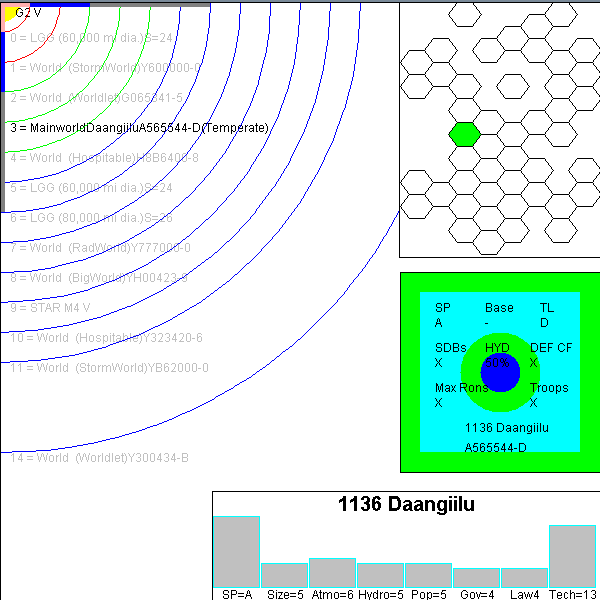 G2 V
0 = LGG (60,000 mi dia.)S=24
1 = World (StormWorld)Y600000-0
2 = World (Worldlet)G065341-5
3 = MainworldDaangiiluA565544-D(Temperate)
4 = World (Hospitable)H8B6400-8
5 = LGG (60,000 mi dia.)S=24
6 = LGG (80,000 mi dia.)S=26
7 = World (RadWorld)Y777000-0
8 = World (BigWorld)YH00423-9
9 = STAR M4 V
10 = World (Hospitable)Y323420-6
11 = World (StormWorld)YB62000-0
14 = World (Worldlet)Y300434-B
SP Base TL
A - D
SDBs HYD DEF CF
X 50% X
Max Rons Troops
X X
1136 Daangiilu
A565544-D
1136 Daangiilu
SP=A Size=5 Atmo=6 Hydro=5 Pop=5 Gov=4 Law4 Tech=13